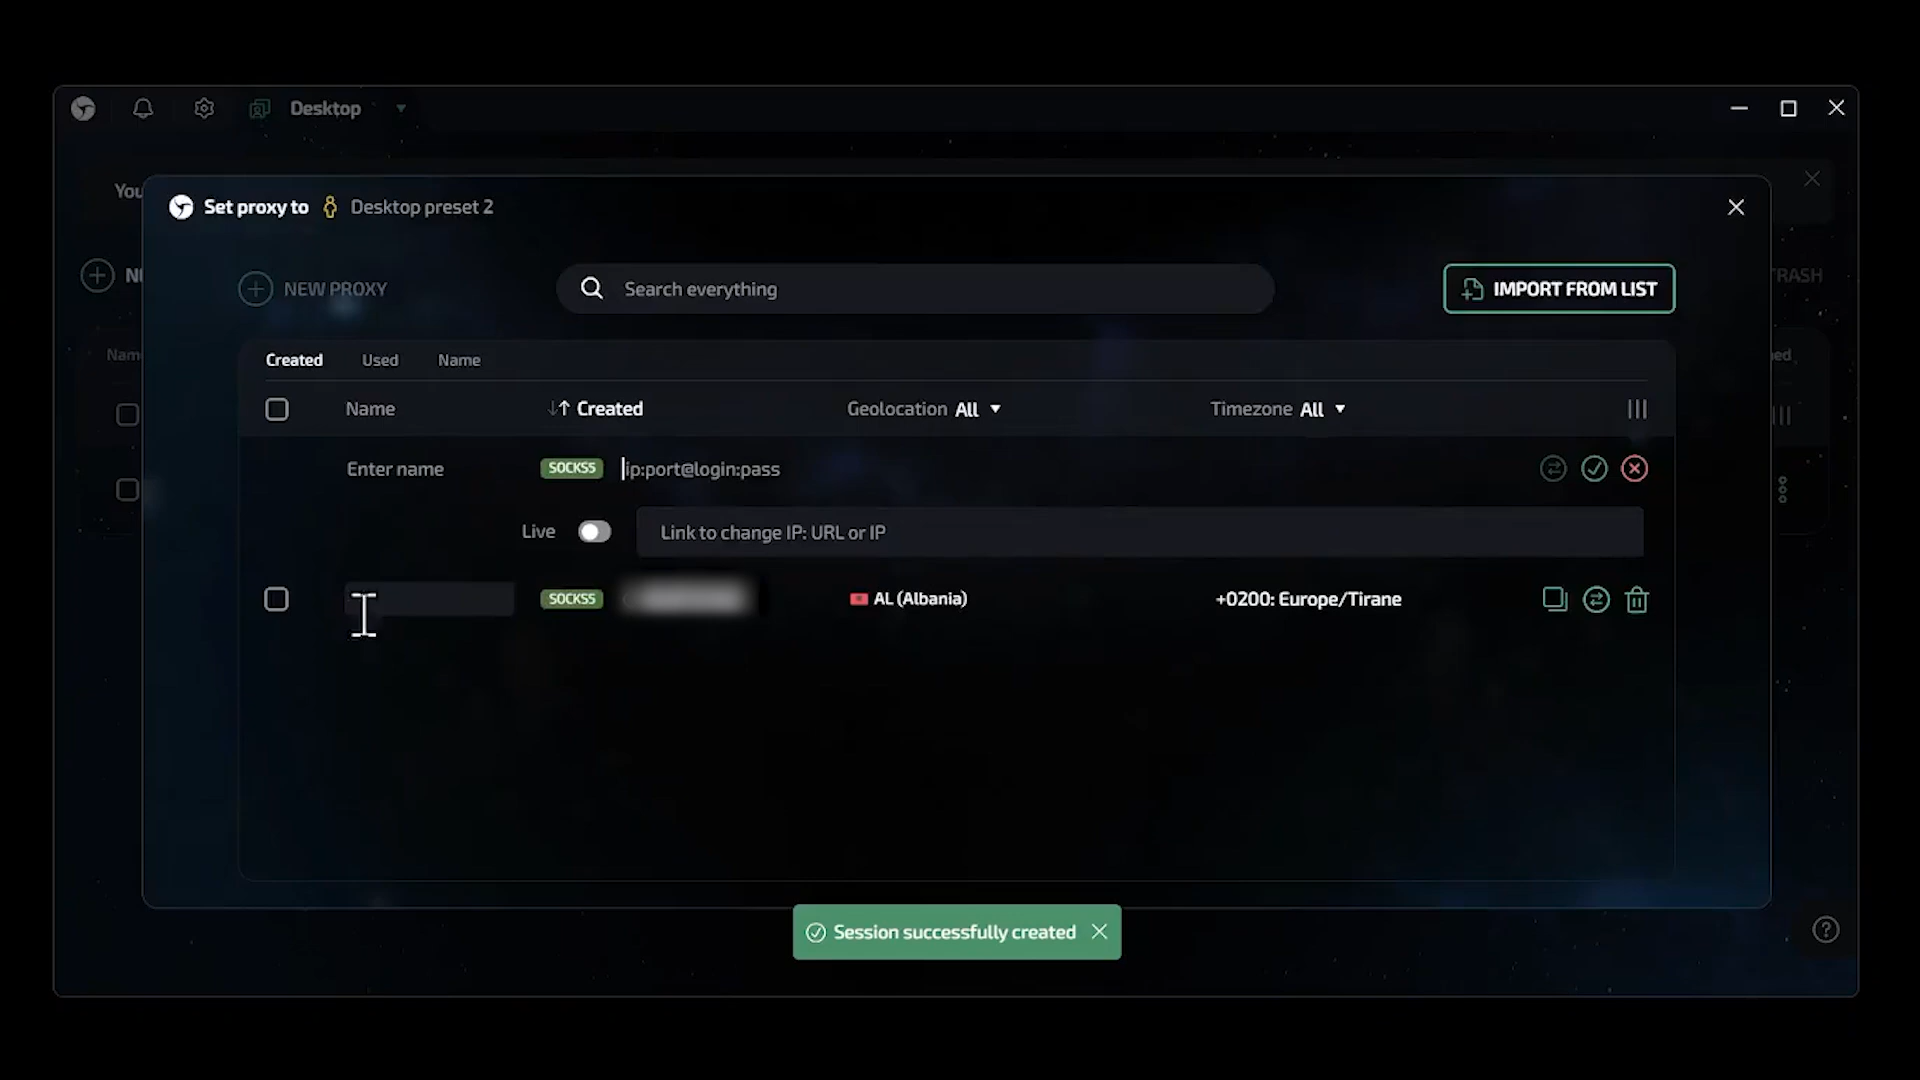 Desktop
You
Set proxy to Desktop preset 2
NEW PROXY
Search everything
IMPORT FROM LIST
TRASH
Created Used Name
Name Created Geolocation All Timezone All
Enter name SOCKS5 ip:port@login:pass
Live Link to change IP: URL or IP
SOCKS5 AL (Albania) +0200: Europe/Tirane
Session successfully created